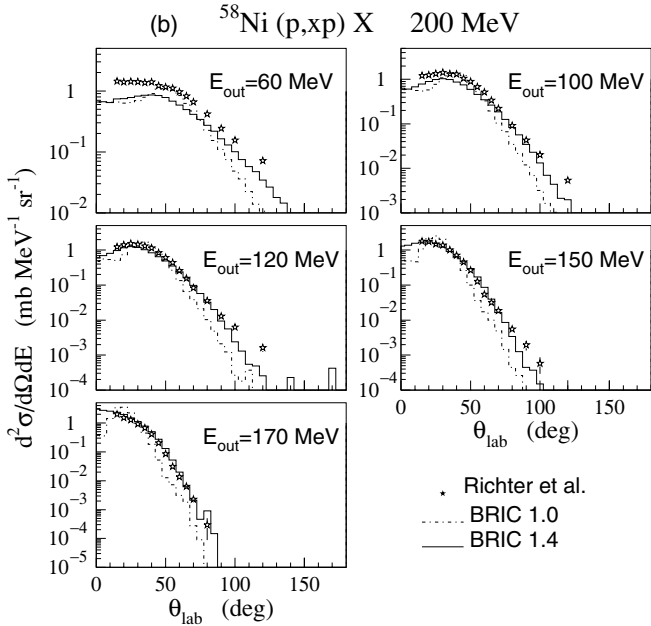 (b) ⁵⁸Ni (p,xp) X 200 MeV
E_out=60 MeV
1
10⁻¹
10⁻²
E_out=100 MeV
1
10⁻¹
10⁻²
10⁻³
E_out=120 MeV
1
10⁻¹
10⁻²
10⁻³
10⁻⁴
E_out=150 MeV
1
10⁻¹
10⁻²
10⁻³
10⁻⁴
0 50 100 150
θ_lab (deg)
E_out=170 MeV
1
10⁻¹
10⁻²
10⁻³
10⁻⁴
10⁻⁵
0 50 100 150
θ_lab (deg)
d²σ/dΩdE (mb MeV⁻¹ sr⁻¹)
Richter et al.
BRIC 1.0
BRIC 1.4